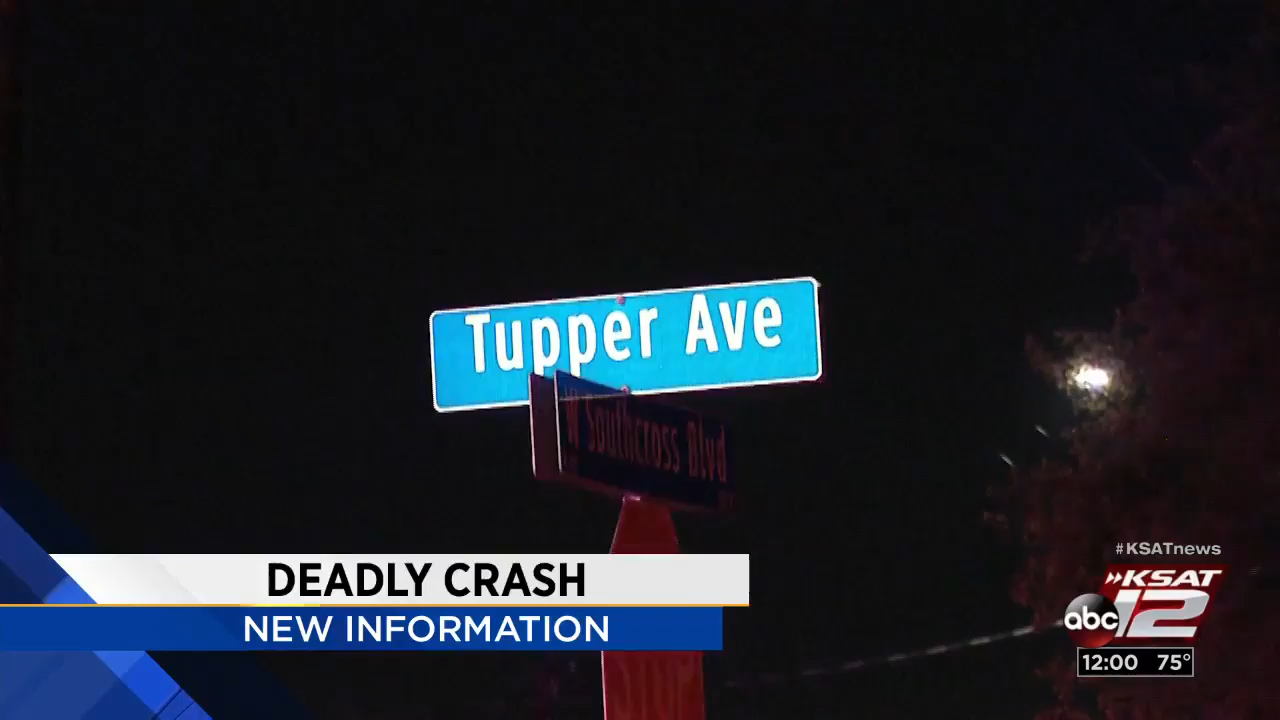 Tupper Ave
W Southcross Blvd
DEADLY CRASH
NEW INFORMATION
#KSATnews
KSAT
abc 12
12:00 75°